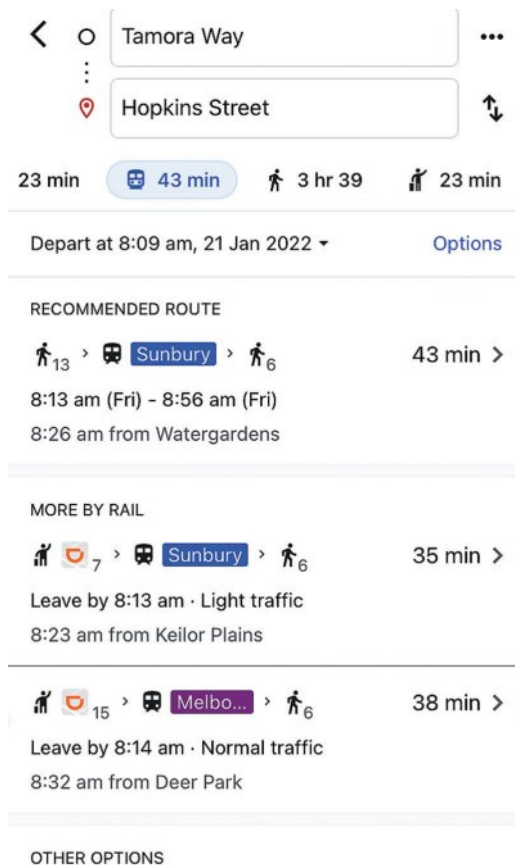 Tamora Way
Hopkins Street
23 min 43 min 3 hr 39 23 min
Depart at 8:09 am, 21 Jan 2022 Options
RECOMMENDED ROUTE
13 Sunbury 6 43 min
8:13 am (Fri) - 8:56 am (Fri)
8:26 am from Watergardens
MORE BY RAIL
7 Sunbury 6 35 min
Leave by 8:13 am · Light traffic
8:23 am from Keilor Plains
15 Melbo... 6 38 min
Leave by 8:14 am · Normal traffic
8:32 am from Deer Park
OTHER OPTIONS